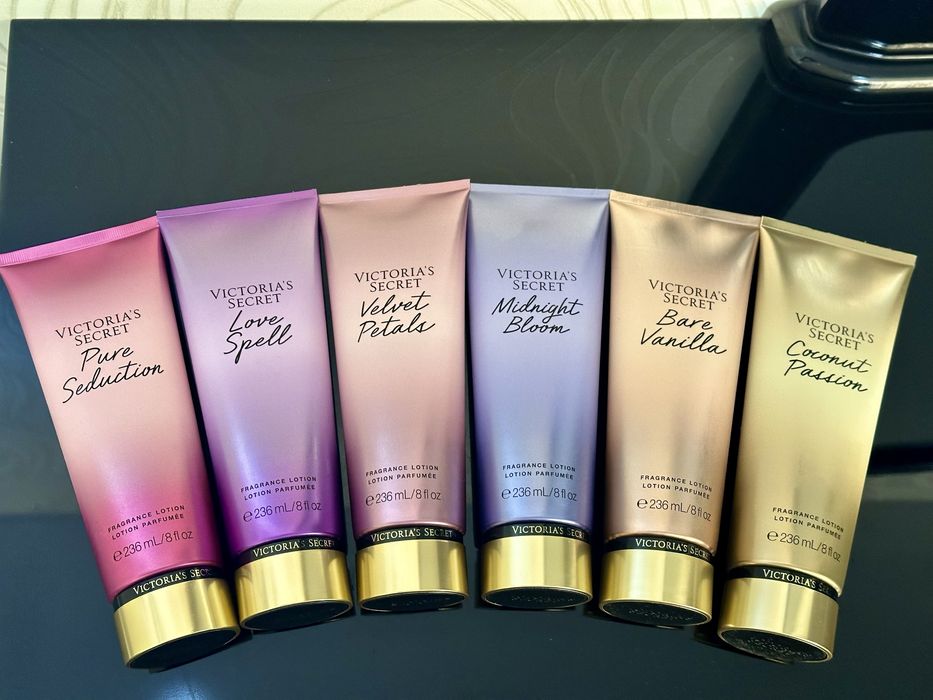 VICTORIA'S
SECRET
Pure
Seduction
FRAGRANCE LOTION
LOTION PARFUMÉE
℮236 mL/8 fl oz
VICTORIA'S SEC
VICTORIA'S
SECRET
Love
Spell
FRAGRANCE LOTION
LOTION PARFUMÉE
℮236 mL/8 fl oz
VICTORIA'S SECRET
VICTORIA'S
SECRET
Velvet
Petals
FRAGRANCE LOTION
LOTION PARFUMÉE
℮236 mL/8 fl oz
VICTORIA'S SECRET
VICTORIA'S
SECRET
Midnight
Bloom
FRAGRANCE LOTION
LOTION PARFUMÉE
℮236 mL/8 fl oz
VICTORIA'S SECRET
VICTORIA'S
SECRET
Bare
Vanilla
FRAGRANCE LOTION
LOTION PARFUMÉE
℮236 mL/8 fl oz
VICTORIA'S SEC
VICTORIA'S
SECRET
Coconut
Passion
FRAGRANCE LOTION
LOTION PARFUMÉE
℮236 mL/8 fl oz
VICTORIA'S SE